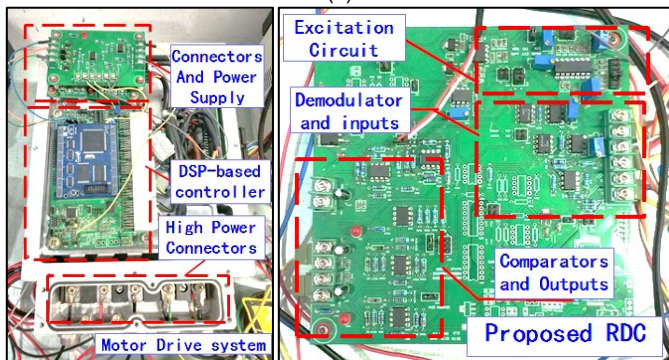 Connectors
And Power
Supply
DSP-based
controller
High Power
Connectors
Motor Drive system
Excitation
Circuit
Demodulator
and inputs
Comparators
and Outputs
Proposed RDC